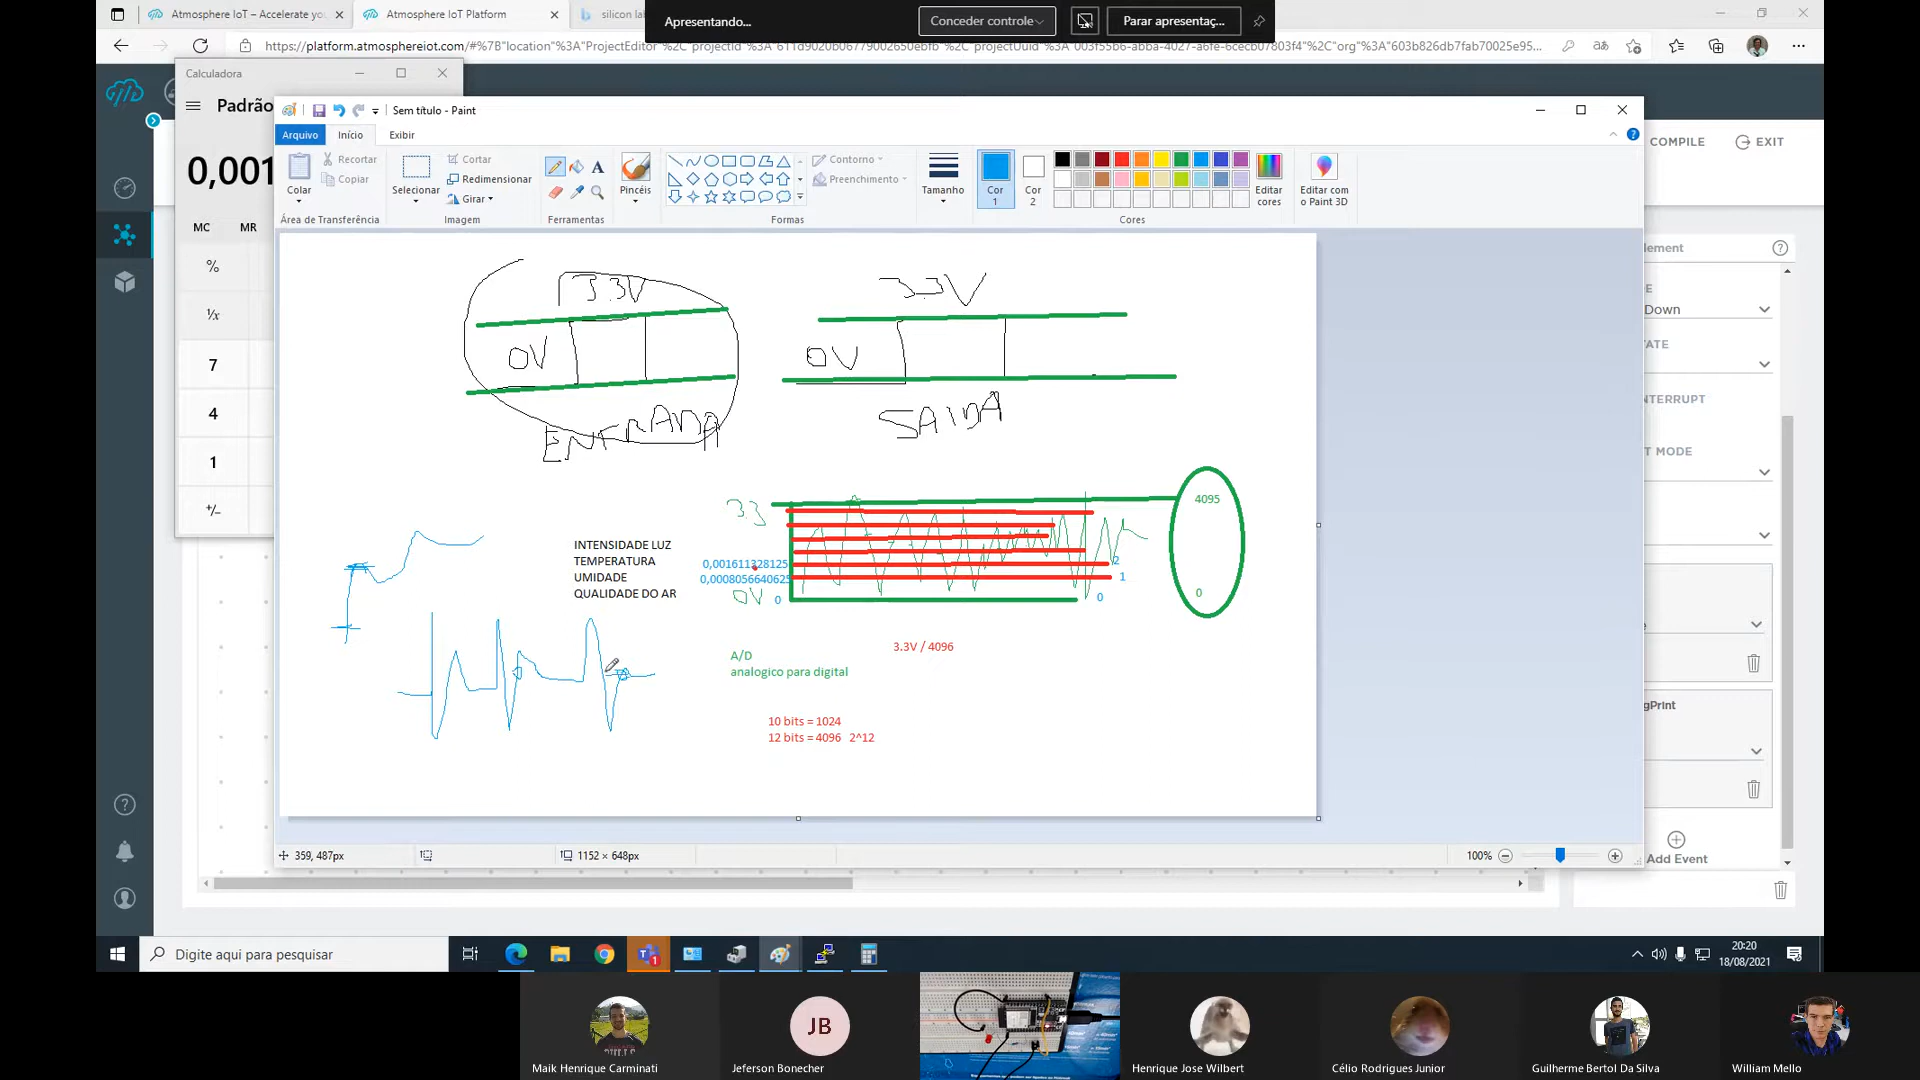 Atmosphere IoT – Accelerate yo
Atmosphere IoT Platform
silicon la
Apresentando...
Conceder controle
Parar apresentaç...
https://platform.atmosphereiot.com/#%7B"location"%3A"ProjectEditor"%2C"projectId"%3A"611d9020b06779002650ebfb"%2C"projectUuid"%3A"003f55b6-abba-4027-a6fe-6cecb07803f4"%2C"org"%3A"603b826db7fab70025e95...
Calculadora
Padrão
0,001
MC MR
%
¹/x
7
4
1
+/-
Sem título - Paint
Arquivo Início Exibir
Colar
Recortar
Copiar
Área de Transferência
Selecionar
Cortar
Redimensionar
Girar
Imagem
A
Ferramentas
Pincéis
Contorno
Preenchimento
Formas
Tamanho
Cor
1
Cor
2
Editar
cores
Editar com
o Paint 3D
Cores
COMPILE
EXIT
lement
Down
TATE
NTERRUPT
T MODE
gPrint
Add Event
3.3V
0V
ENTRADA
3.3V
0V
SAIDA
3.3
4095
INTENSIDADE LUZ
TEMPERATURA
UMIDADE
QUALIDADE DO AR
0,001611328125
2
0,0008056640625
1
0V
0
0
0
3.3V / 4096
A/D
analogico para digital
10 bits = 1024
12 bits = 4096 2^12
359, 487px
1152 × 648px
100%
Digite aqui para pesquisar
20:20
18/08/2021
Maik Henrique Carminati
JB
Jeferson Bonecher
Henrique Jose Wilbert
Célio Rodrigues Junior
Guilherme Bertol Da Silva
William Mello